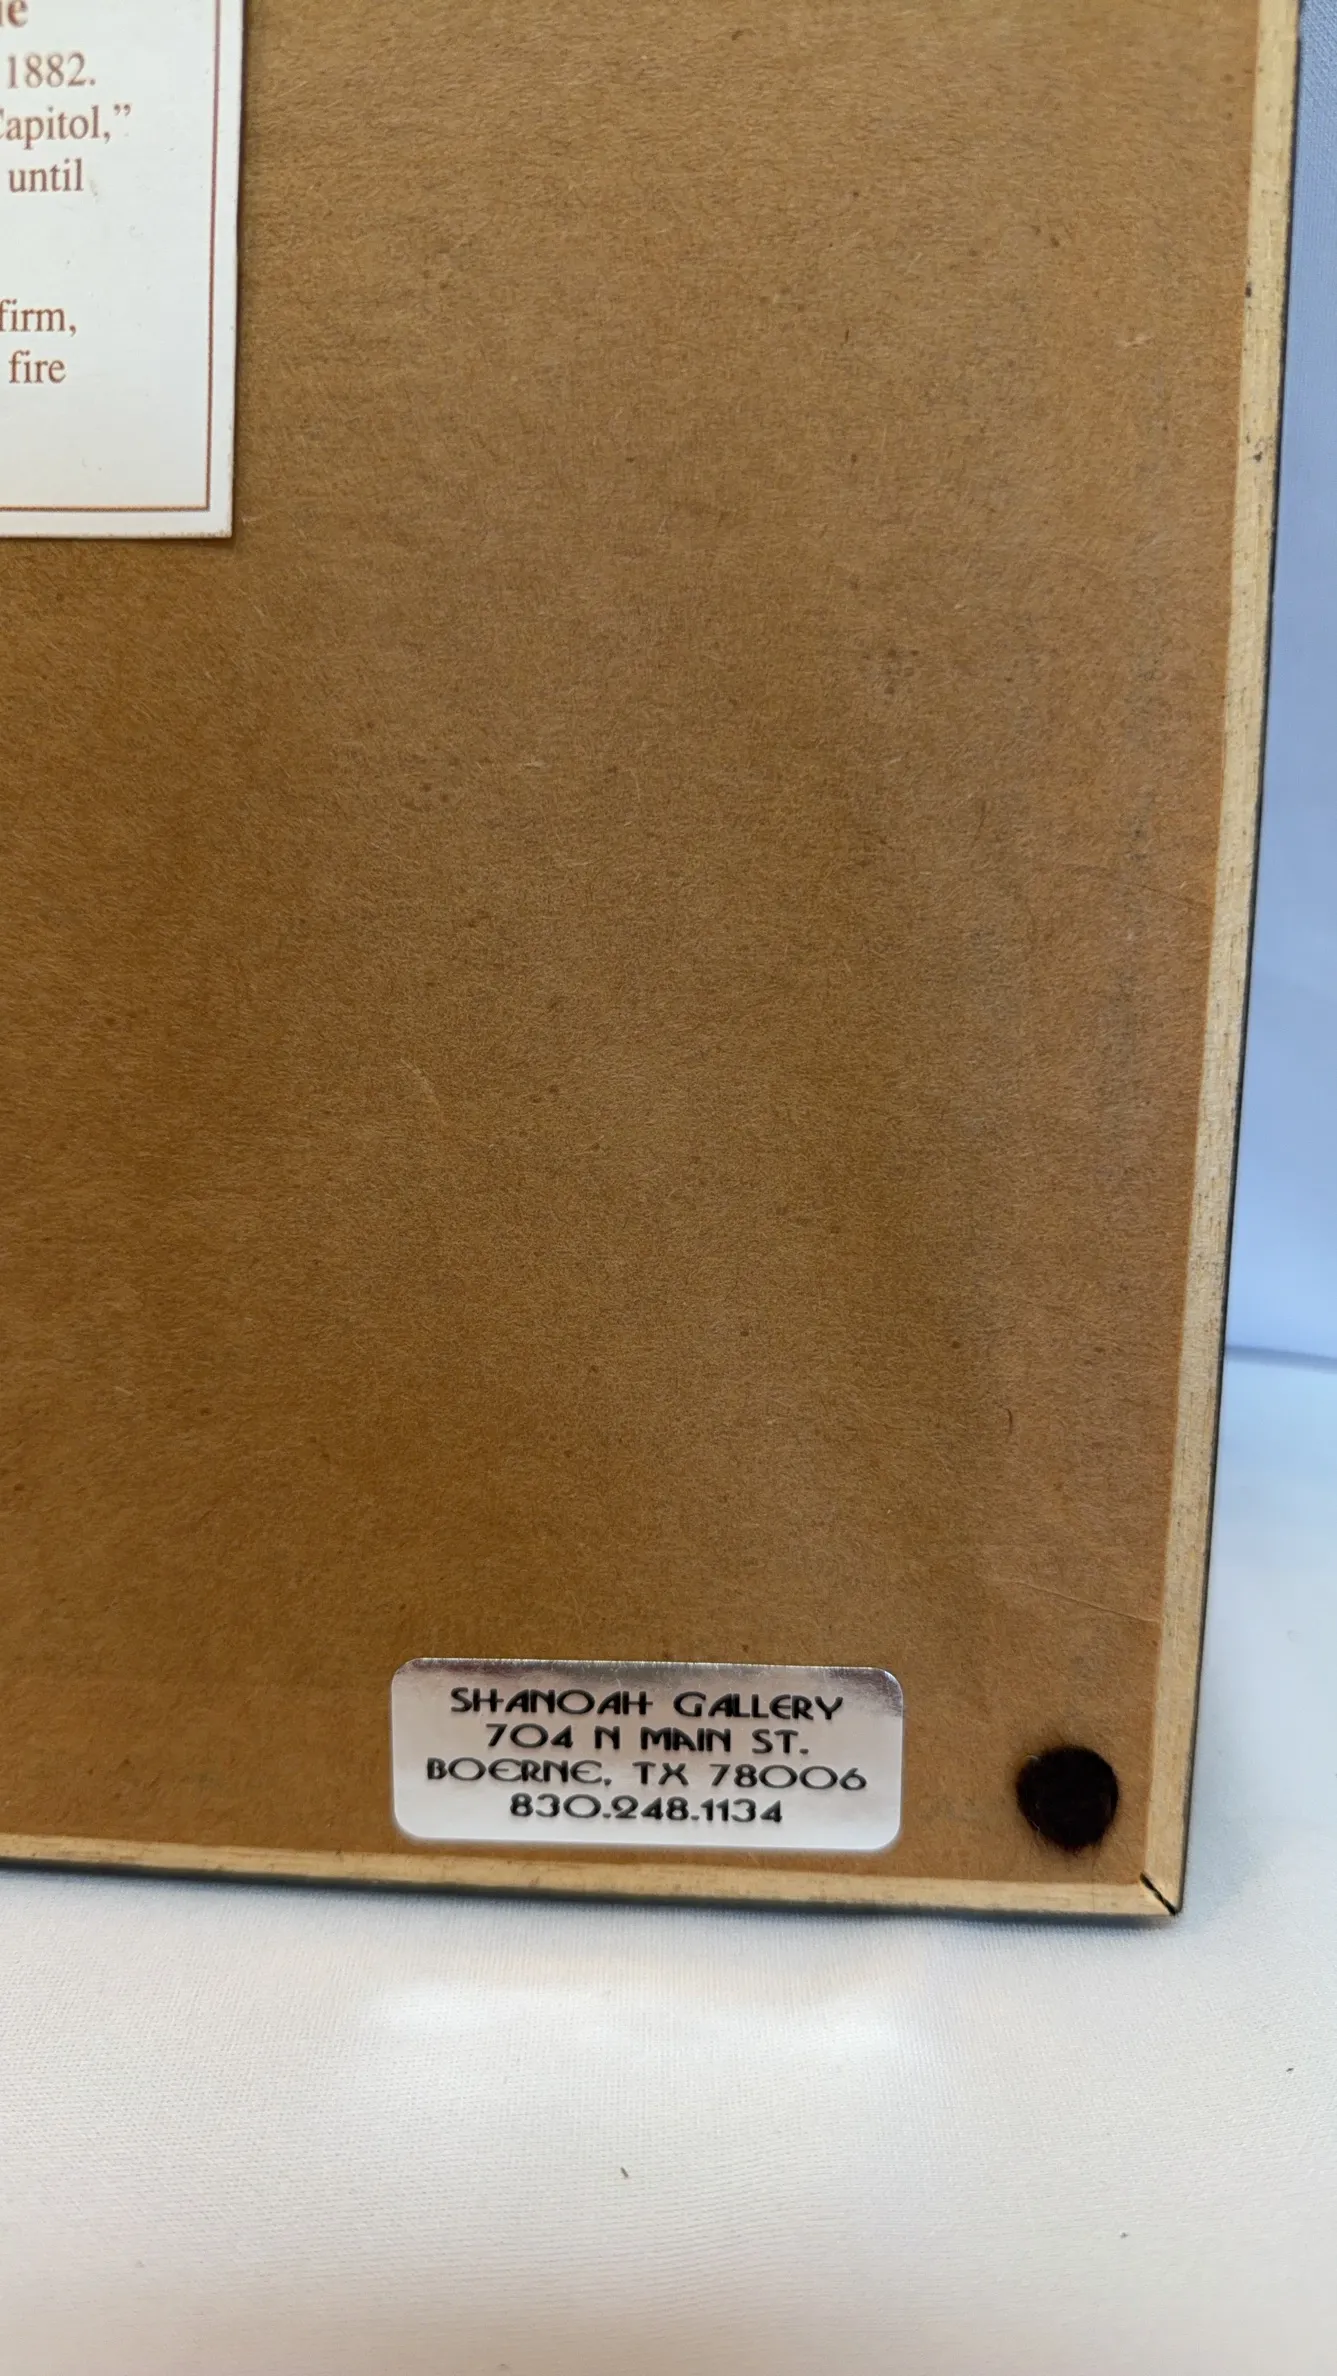 1882.
Capitol,”
until
firm,
fire
SHANOAH GALLERY
704 N MAIN ST.
BOERNE, TX 78006
830.248.1134